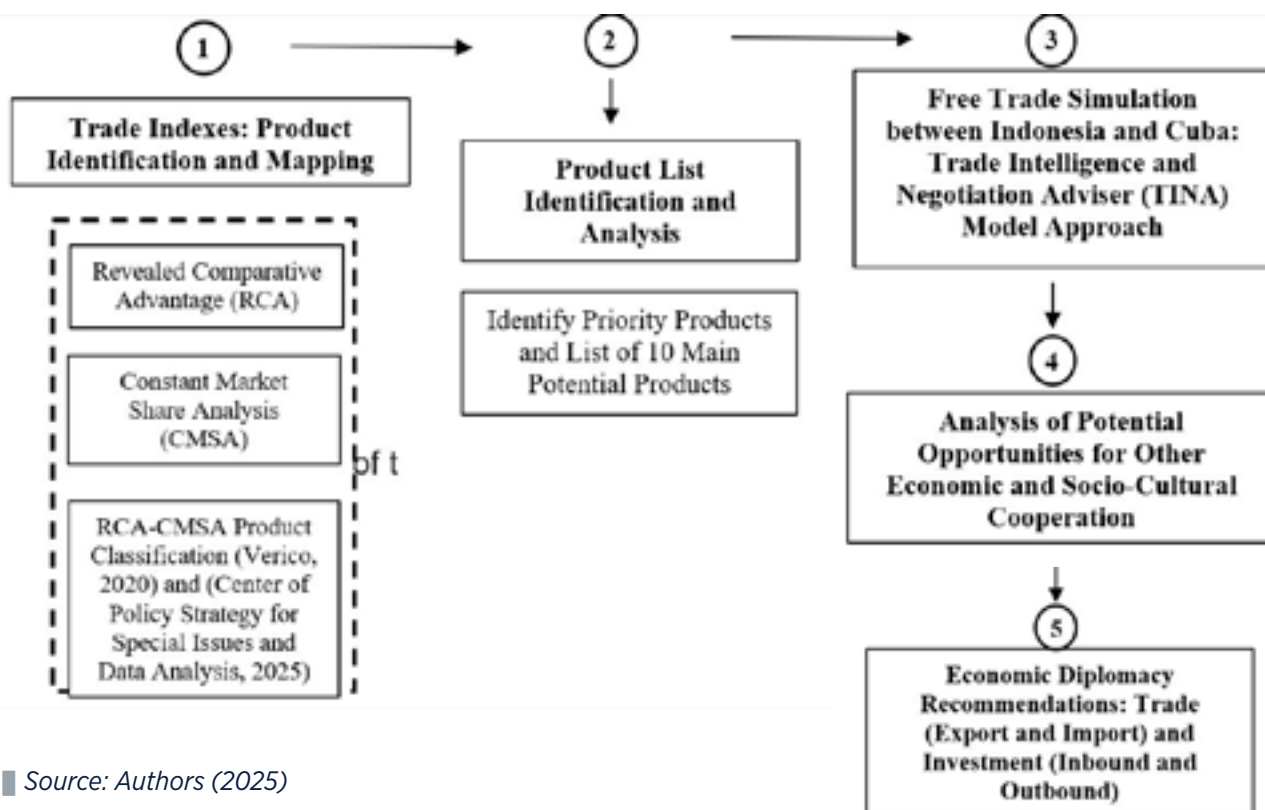 1
Trade Indexes: Product
Identification and Mapping
Revealed Comparative
Advantage (RCA)
Constant Market
Share Analysis
(CMSA)
of t
RCA-CMSA Product
Classification (Verico,
2020) and (Center of
Policy Strategy for
Special Issues and
Data Analysis, 2025)
2
Product List
Identification and
Analysis
Identify Priority Products
and List of 10 Main
Potential Products
3
Free Trade Simulation
between Indonesia and Cuba:
Trade Intelligence and
Negotiation Adviser (TINA)
Model Approach
4
Analysis of Potential
Opportunities for Other
Economic and Socio-Cultural
Cooperation
5
Economic Diplomacy
Recommendations: Trade
(Export and Import) and
Investment (Inbound and
Outbound)
Source: Authors (2025)